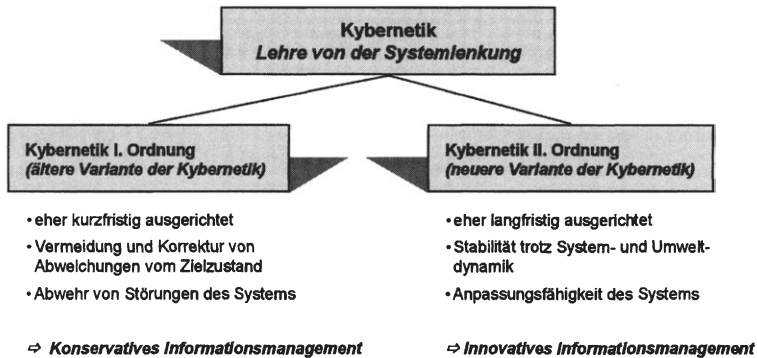 Kybernetik
Lehre von der Systemlenkung
Kybernetik I. Ordnung
(ältere Variante der Kybernetik)
• eher kurzfristig ausgerichtet
• Vermeidung und Korrektur von
Abweichungen vom Zielzustand
• Abwehr von Störungen des Systems
⇨ Konservatives Informationsmanagement
Kybernetik II. Ordnung
(neuere Variante der Kybernetik)
• eher langfristig ausgerichtet
• Stabilität trotz System- und Umwelt-
dynamik
• Anpassungsfähigkeit des Systems
⇨ Innovatives Informationsmanagement